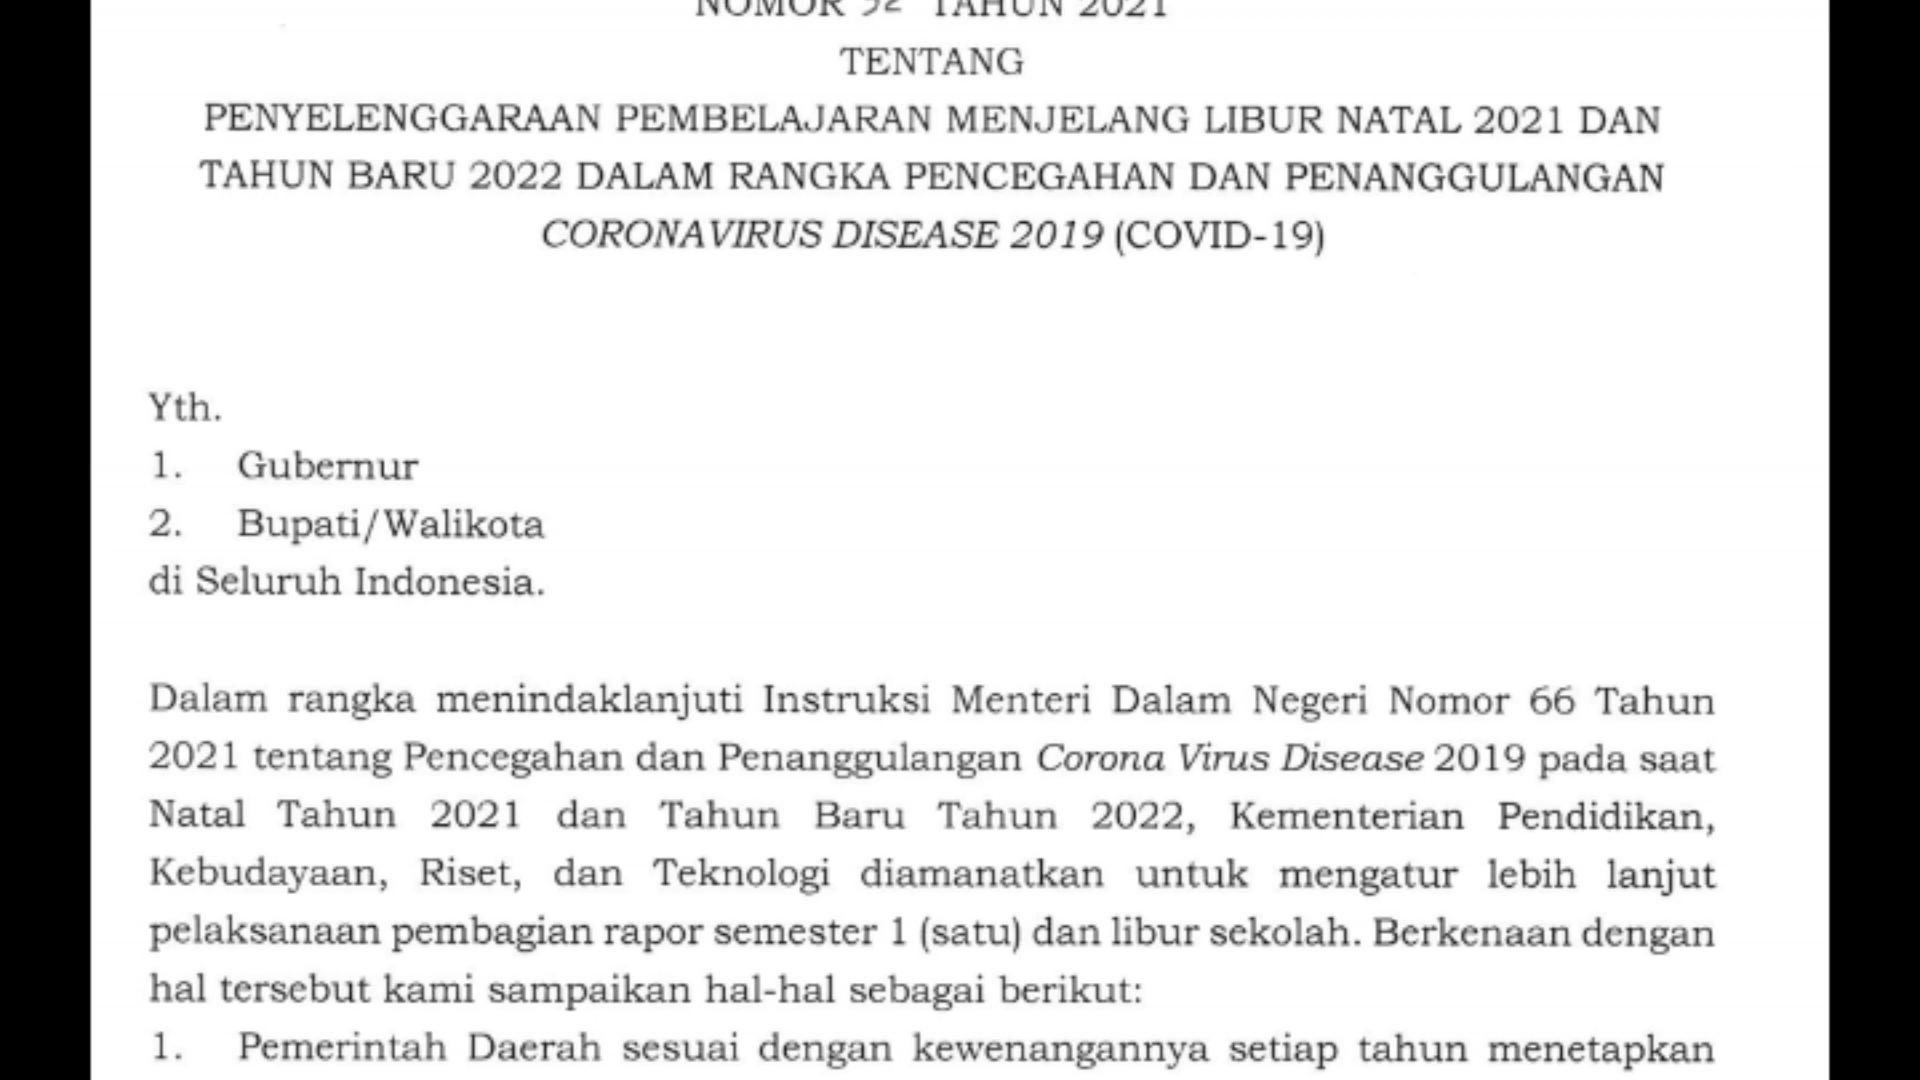 NOMOR 32 TAHUN 2021
TENTANG
PENYELENGGARAAN PEMBELAJARAN MENJELANG LIBUR NATAL 2021 DAN
TAHUN BARU 2022 DALAM RANGKA PENCEGAHAN DAN PENANGGULANGAN
CORONAVIRUS DISEASE 2019 (COVID-19)
Yth.
1. Gubernur
2. Bupati/Walikota
di Seluruh Indonesia.
Dalam rangka menindaklanjuti Instruksi Menteri Dalam Negeri Nomor 66 Tahun
2021 tentang Pencegahan dan Penanggulangan Corona Virus Disease 2019 pada saat
Natal Tahun 2021 dan Tahun Baru Tahun 2022, Kementerian Pendidikan,
Kebudayaan, Riset, dan Teknologi diamanatkan untuk mengatur lebih lanjut
pelaksanaan pembagian rapor semester 1 (satu) dan libur sekolah. Berkenaan dengan
hal tersebut kami sampaikan hal-hal sebagai berikut:
1. Pemerintah Daerah sesuai dengan kewenangannya setiap tahun menetapkan